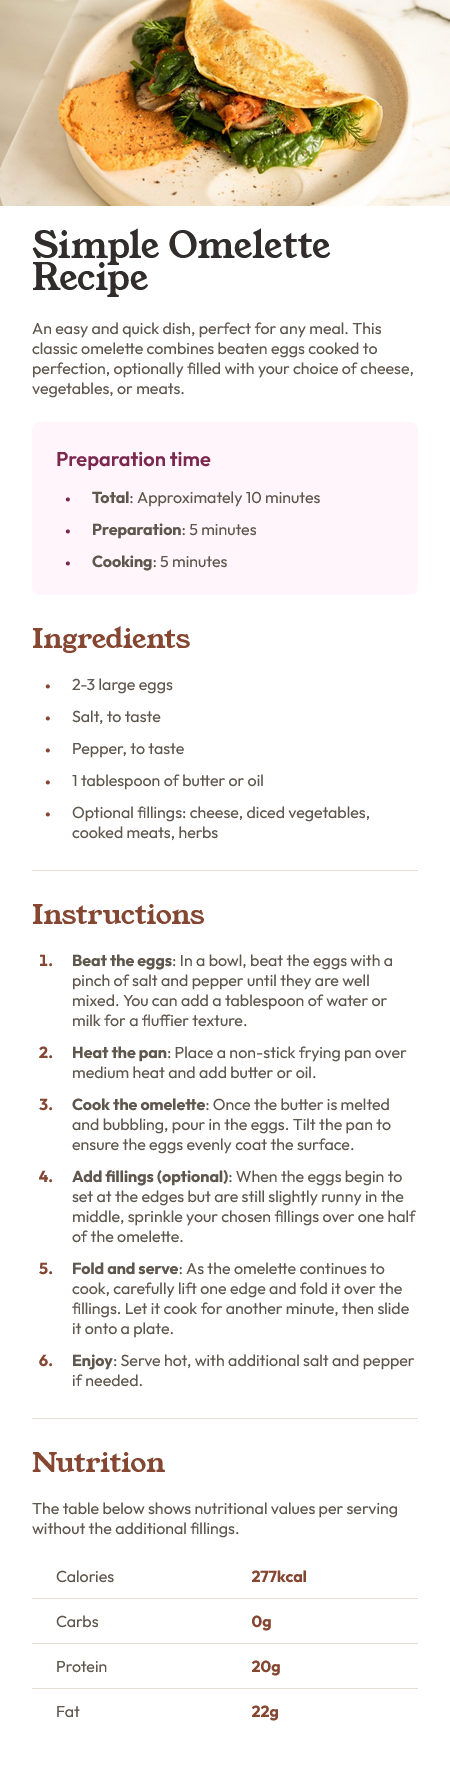 Simple Omelette
Recipe
An easy and quick dish, perfect for any meal. This
classic omelette combines beaten eggs cooked to
perfection, optionally filled with your choice of cheese,
vegetables, or meats.
Preparation time
• Total: Approximately 10 minutes
• Preparation: 5 minutes
• Cooking: 5 minutes
Ingredients
• 2-3 large eggs
• Salt, to taste
• Pepper, to taste
• 1 tablespoon of butter or oil
• Optional fillings: cheese, diced vegetables,
cooked meats, herbs
Instructions
1. Beat the eggs: In a bowl, beat the eggs with a
pinch of salt and pepper until they are well
mixed. You can add a tablespoon of water or
milk for a fluffier texture.
2. Heat the pan: Place a non-stick frying pan over
medium heat and add butter or oil.
3. Cook the omelette: Once the butter is melted
and bubbling, pour in the eggs. Tilt the pan to
ensure the eggs evenly coat the surface.
4. Add fillings (optional): When the eggs begin to
set at the edges but are still slightly runny in the
middle, sprinkle your chosen fillings over one half
of the omelette.
5. Fold and serve: As the omelette continues to
cook, carefully lift one edge and fold it over the
fillings. Let it cook for another minute, then slide
it onto a plate.
6. Enjoy: Serve hot, with additional salt and pepper
if needed.
Nutrition
The table below shows nutritional values per serving
without the additional fillings.
Calories 277kcal
Carbs 0g
Protein 20g
Fat 22g